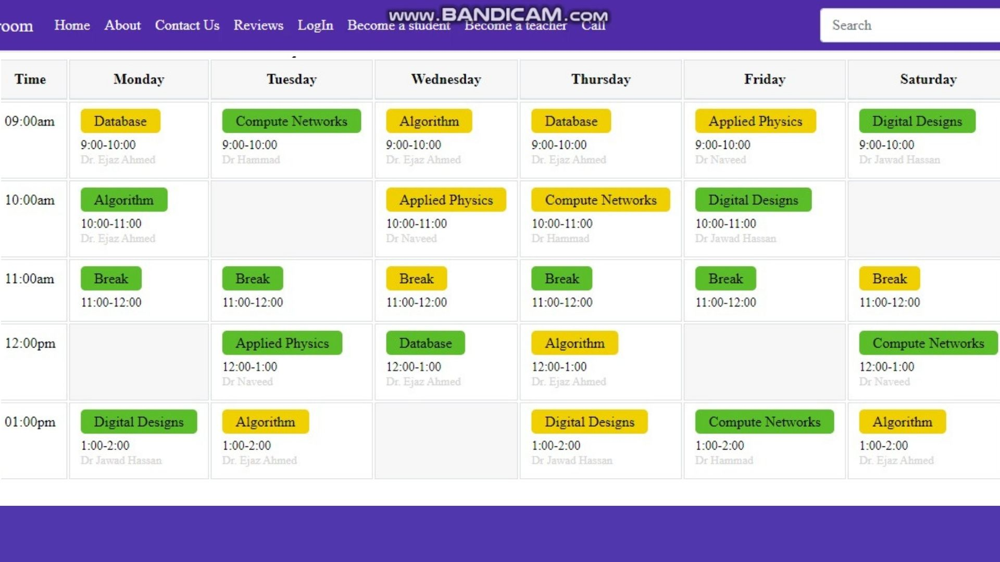 room Home About Contact Us Reviews LogIn Become a student Become a teacher Call Search
www.BANDICAM.com
Time Monday Tuesday Wednesday Thursday Friday Saturday
09:00am Database Compute Networks Algorithm Database Applied Physics Digital Designs
9:00-10:00 9:00-10:00 9:00-10:00 9:00-10:00 9:00-10:00 9:00-10:00
Dr. Ejaz Ahmed Dr Hammad Dr. Ejaz Ahmed Dr. Ejaz Ahmed Dr Naveed Dr Jawad Hassan
10:00am Algorithm Applied Physics Compute Networks Digital Designs
10:00-11:00 10:00-11:00 10:00-11:00 10:00-11:00
Dr. Ejaz Ahmed Dr Naveed Dr Hammad Dr Jawad Hassan
11:00am Break Break Break Break Break Break
11:00-12:00 11:00-12:00 11:00-12:00 11:00-12:00 11:00-12:00 11:00-12:00
12:00pm Applied Physics Database Algorithm Compute Networks
12:00-1:00 12:00-1:00 12:00-1:00 12:00-1:00
Dr Naveed Dr. Ejaz Ahmed Dr. Ejaz Ahmed Dr Naveed
01:00pm Digital Designs Algorithm Digital Designs Compute Networks Algorithm
1:00-2:00 1:00-2:00 1:00-2:00 1:00-2:00 1:00-2:00
Dr Jawad Hassan Dr. Ejaz Ahmed Dr Jawad Hassan Dr Hammad Dr. Ejaz Ahmed